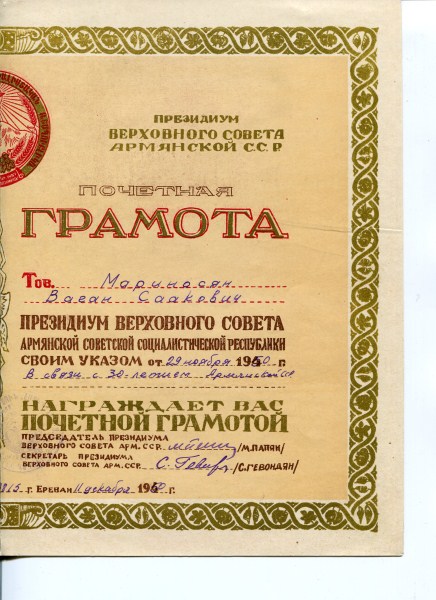 ПРЕЗИДИУМ
ВЕРХОВНОГО СОВЕТА
АРМЯНСКОЙ С.С.Р
ПОЧЕТНАЯ
ГРАМОТА
Тов. Мартиросян
Ваган Саакович
ПРЕЗИДИУМ ВЕРХОВНОГО СОВЕТА
АРМЯНСКОЙ СОВЕТСКОЙ СОЦИАЛИСТИЧЕСКОЙ РЕСПУБЛИКИ
СВОИМ УКАЗОМ от 29 ноября 1950 г.
В связи с 30-летием Армянской
НАГРАЖДАЕТ ВАС
ПОЧЕТНОЙ ГРАМОТОЙ
ПРЕДСЕДАТЕЛЬ ПРЕЗИДИУМА
ВЕРХОВНОГО СОВЕТА АРМ. ССР. /М.ПАПЯН/
СЕКРЕТАРЬ ПРЕЗИДИУМА
ВЕРХОВНОГО СОВЕТА АРМ. ССР. /С.ГЕВОНДЯН/
г. Ереван 11 декабря 1950 г.